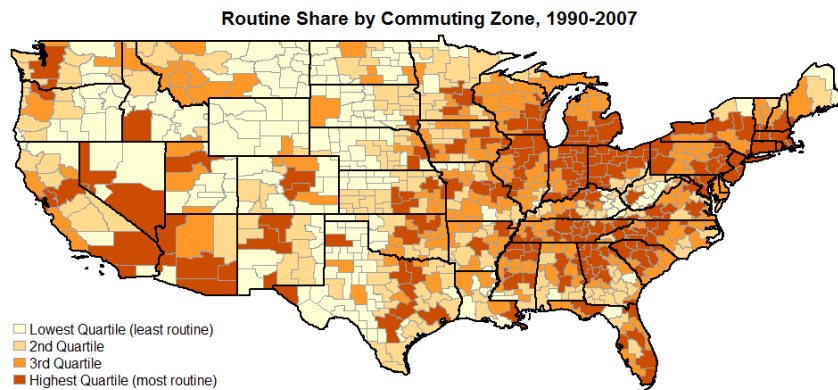 Routine Share by Commuting Zone, 1990-2007
Lowest Quartile (least routine)
2nd Quartile
3rd Quartile
Highest Quartile (most routine)